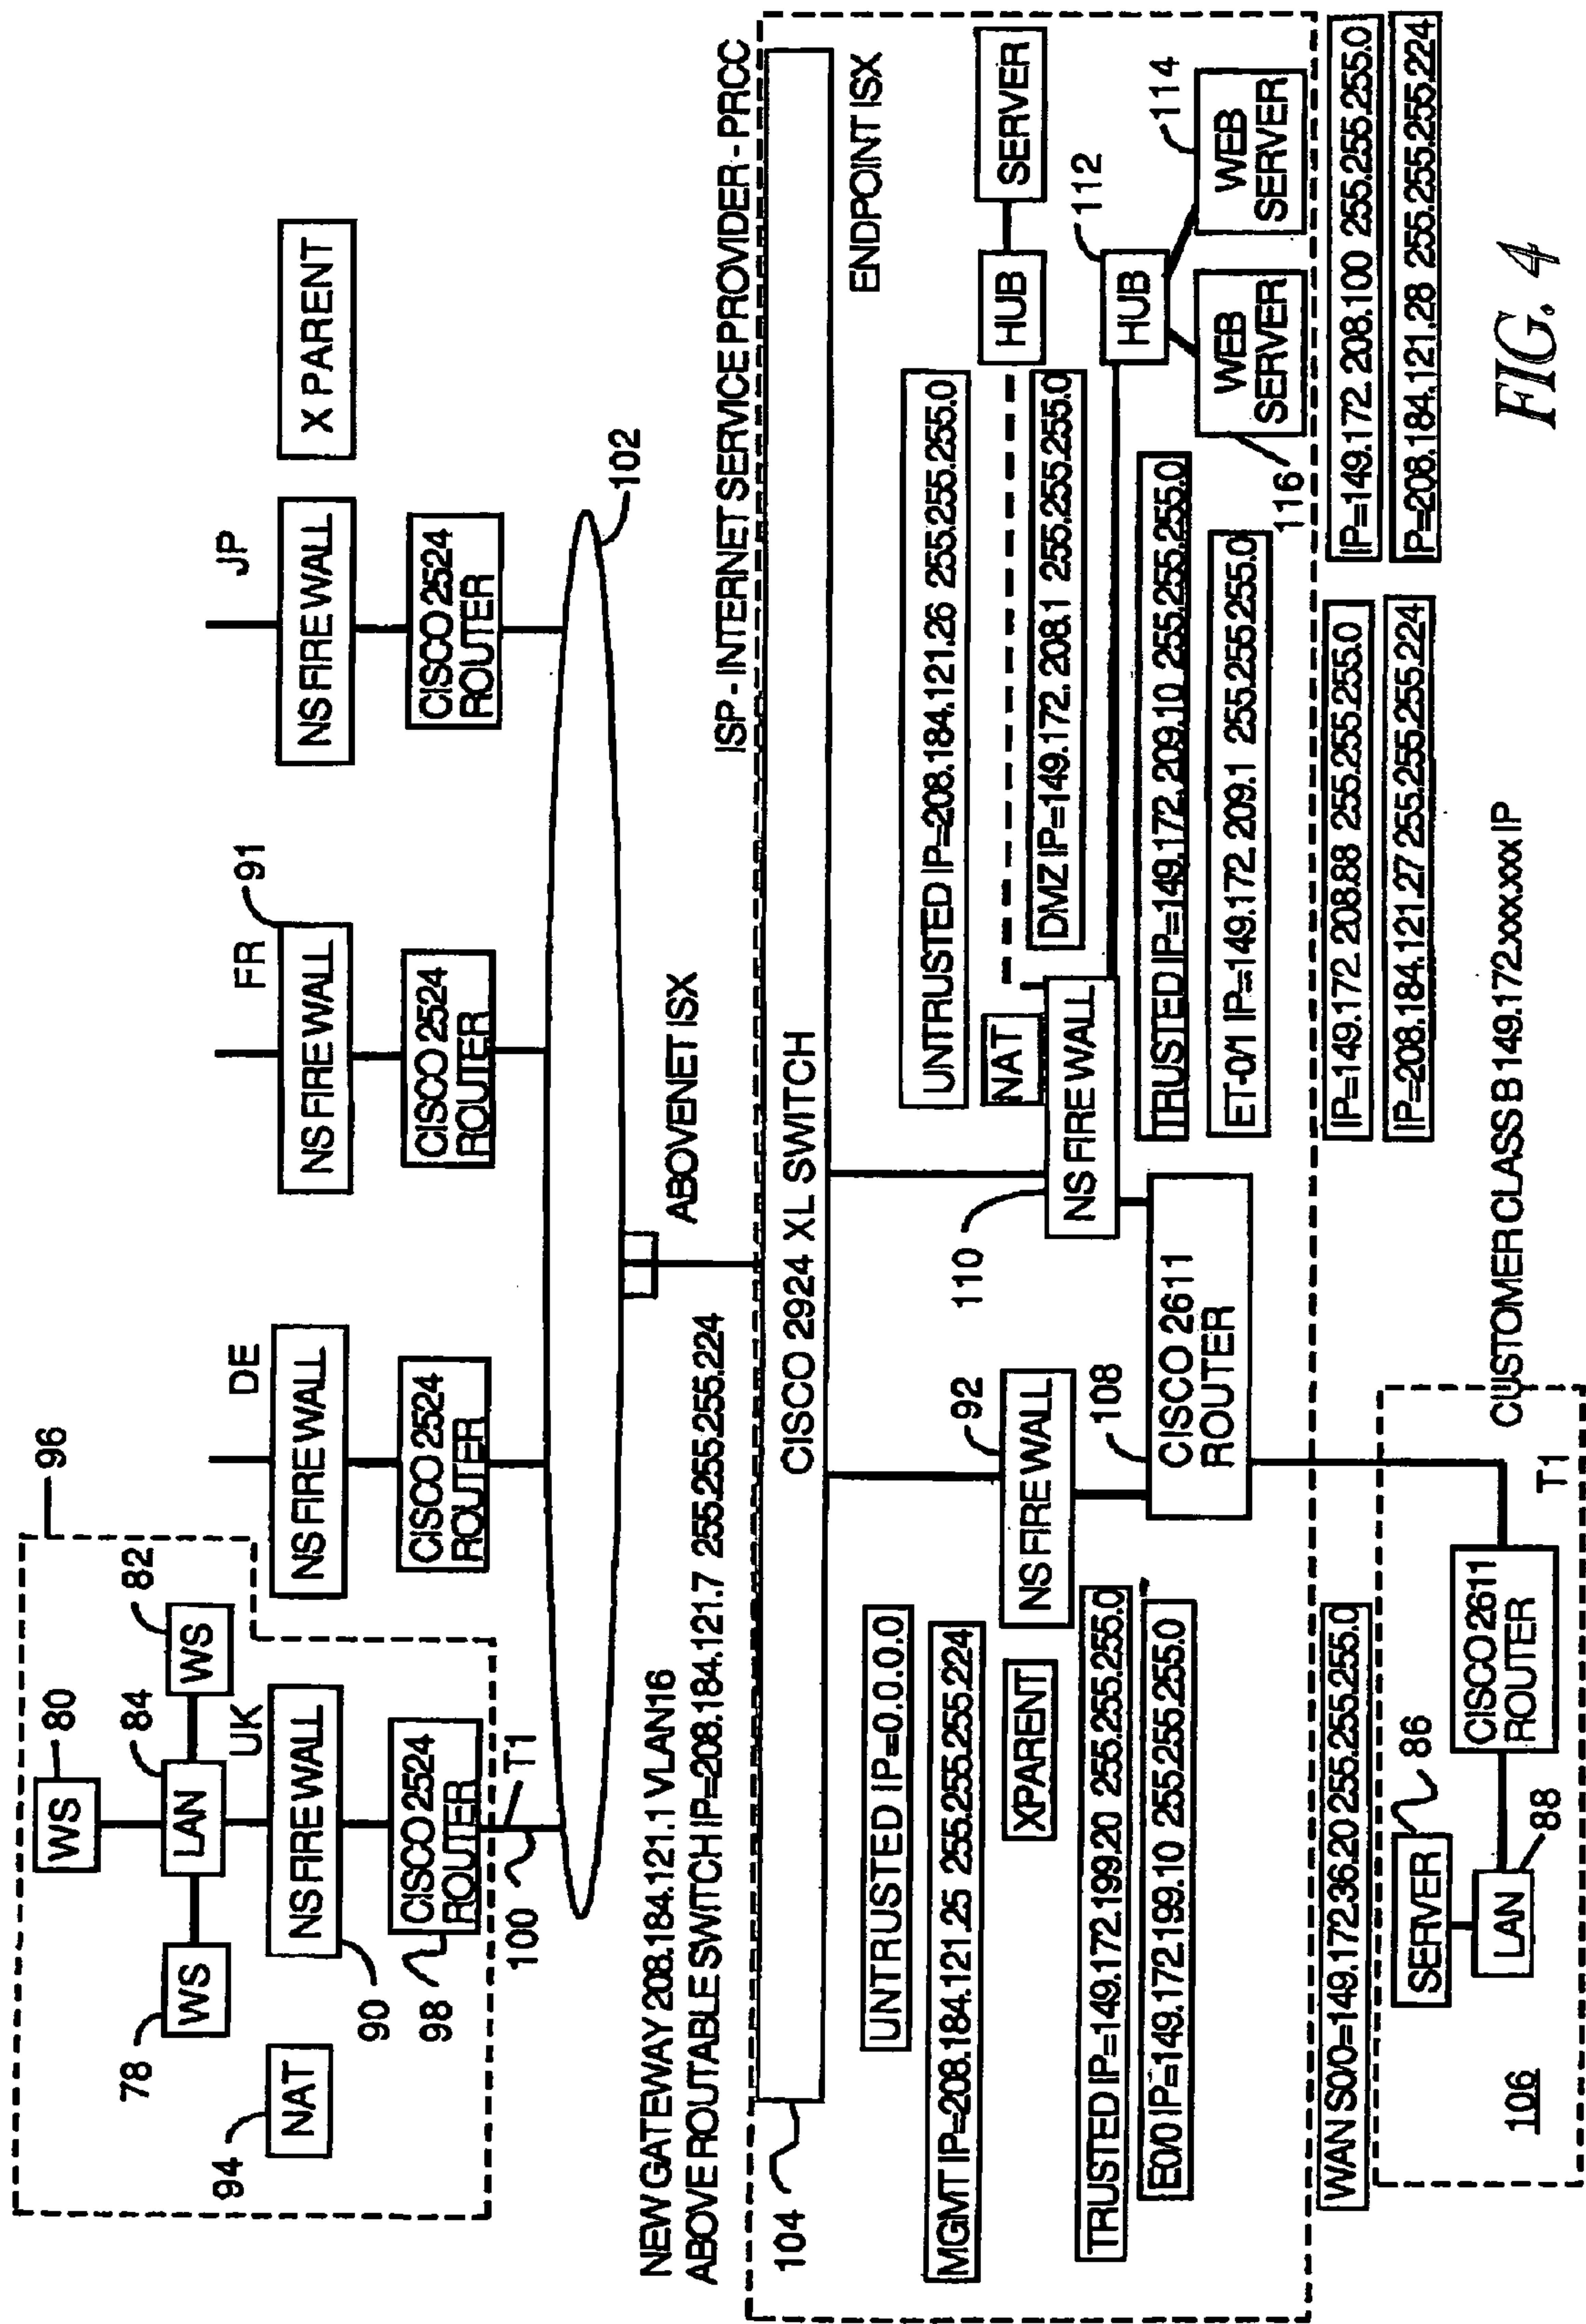 96
80
WS
84
82
78
WS
LAN
WS
94
NAT
UK
DE
FR
91
JP
90
NS FIREWALL
NS FIREWALL
NS FIREWALL
NS FIREWALL
X PARENT
98
CISCO 2524
ROUTER
CISCO 2524
ROUTER
CISCO 2524
ROUTER
CISCO 2524
ROUTER
100
T1
102
NEW GATEWAY 208.184.121.1 VLAN16
ABOVENET ISX
ABOVE ROUTABLE SWITCH IP=208.184.121.7 255.255.255.224
ISP - INTERNET SERVICE PROVIDER - PRCC
104
CISCO 2924 XL SWITCH
ENDPOINT ISX
UNTRUSTED IP=0.0.0.0
MGMT IP=208.184.121.25 255.255.255.224
XPARENT
92
NS FIREWALL
TRUSTED IP=149.172.199.20 255.255.255.0
E0/0 IP=149.172.199.10 255.255.255.0
108
CISCO 2611
ROUTER
110
NS FIREWALL
NAT
UNTRUSTED IP=208.184.121.26 255.255.255.0
DMZ IP=149.172.208.1 255.255.255.0
HUB
SERVER
112
HUB
TRUSTED IP=149.172.209.10 255.255.255.0
ET-0/1 IP=149.172.209.1 255.255.255.0
WEB
SERVER
116
WEB
SERVER
114
WAN S0/0=149.172.36.20 255.255.255.0
IP=149.172.208.88 255.255.255.0
IP=208.184.121.27 255.255.255.224
IP=149.172.208.100 255.255.255.0
IP=208.184.121.28 255.255.255.224
SERVER
86
LAN
88
CISCO 2611
ROUTER
T1
106
CUSTOMER CLASS B 149.172.xxx.xxx IP
FIG. 4